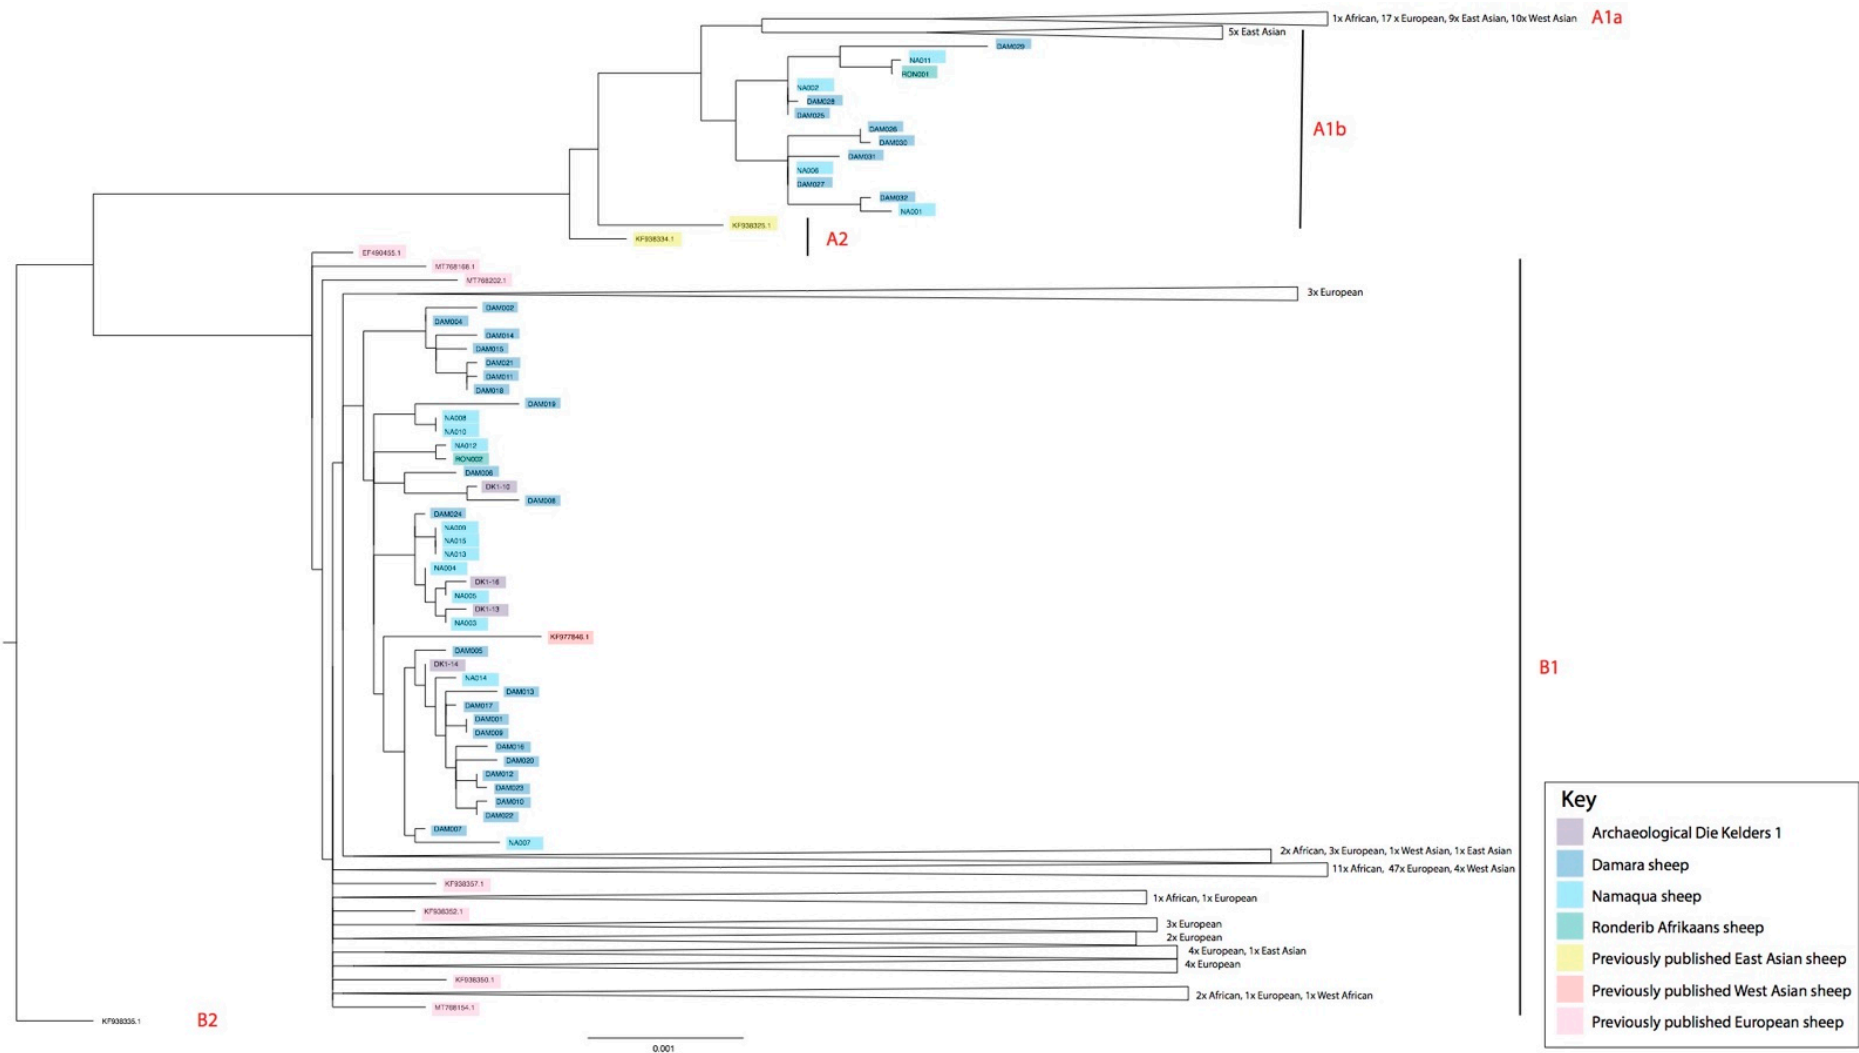 1x African, 17 x European, 9x East Asian, 10x West Asian
A1a
5x East Asian
DAM029
NA011
RON001
NA002
DAM028
DAM025
A1b
DAM026
DAM030
DAM031
NA006
DAM027
DAM032
NA001
KF938325.1
KF938334.1
A2
EF490455.1
MT768166.1
MT768202.1
3x European
DAM002
DAM004
DAM014
DAM015
DAM021
DAM011
DAM018
DAM019
NA008
NA010
NA012
RON002
DAM006
DK1-10
DAM008
DAM024
NA009
NA015
NA013
NA004
DK1-16
NA005
DK1-13
NA003
KF977846.1
DAM005
DK1-14
NA014
B1
DAM013
DAM017
DAM001
DAM009
DAM016
DAM020
DAM012
DAM023
DAM010
DAM022
DAM007
NA007
2x African, 3x European, 1x West Asian, 1x East Asian
11x African, 47x European, 4x West Asian
KF938357.1
1x African, 1x European
KF938352.1
3x European
2x European
4x European, 1x East Asian
4x European
KF938350.1
2x African, 1x European, 1x West African
MT768154.1
KF938335.1
B2
0.001
Key
Archaeological Die Kelders 1
Damara sheep
Namaqua sheep
Ronderib Afrikaans sheep
Previously published East Asian sheep
Previously published West Asian sheep
Previously published European sheep